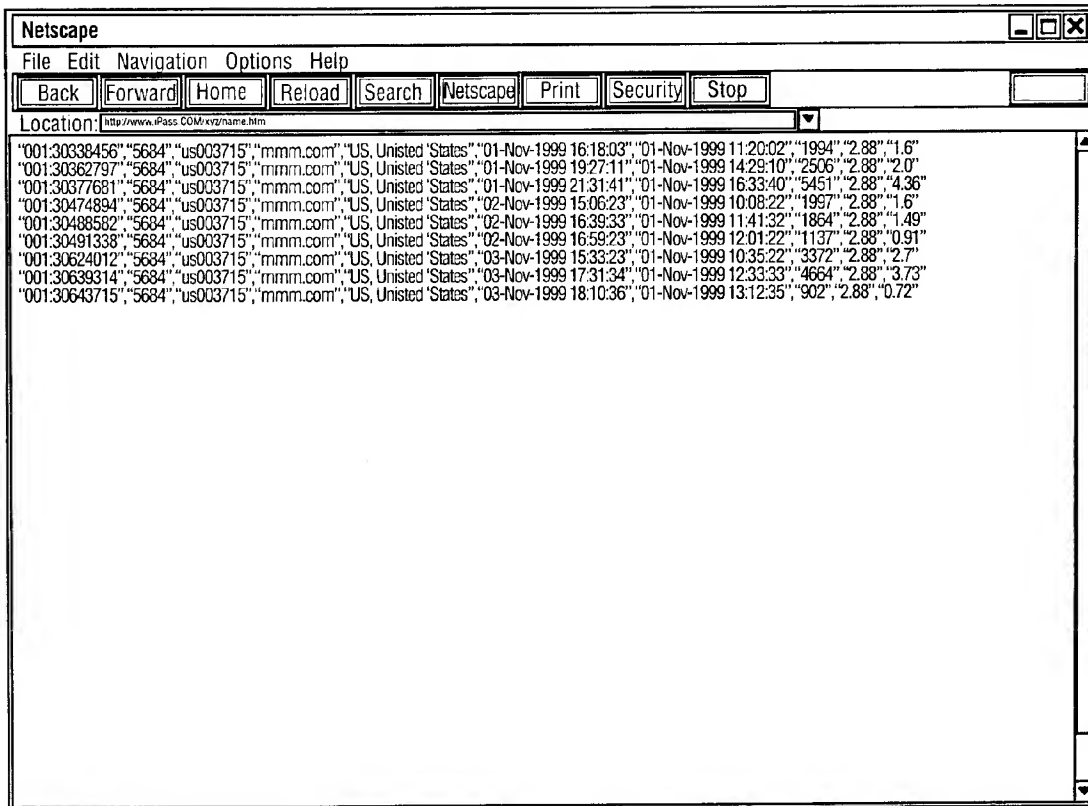 Netscape
File Edit Navigation Options Help
Back Forward Home Reload Search Netscape Print Security Stop
Location: http://www.iPass.COM/xyz/name.htm
“001:30338456”,“5684”,“us003715”,“mmm.com”,“US, Unisted ‘States”,“01-Nov-1999 16:18:03”,“01-Nov-1999 11:20:02”,“1994”,“2.88”,“1.6”
“001:30362797”,“5684”,“us003715”,“mmm.com”,“US, Unisted ‘States”,“01-Nov-1999 19:27:11”,“01-Nov-1999 14:29:10”,“2506”,“2.88”,“2.0”
“001:30377681”,“5684”,“us003715”,“mmm.com”,“US, Unisted ‘States”,“01-Nov-1999 21:31:41”,“01-Nov-1999 16:33:40”,“5451”,“2.88”,“4.36”
“001:30474894”,“5684”,“us003715”,“mmm.com”,“US, Unisted ‘States”,“02-Nov-1999 15:06:23”,“01-Nov-1999 10:08:22”,“1997”,“2.88”,“1.6”
“001:30488582”,“5684”,“us003715”,“mmm.com”,“US, Unisted ‘States”,“02-Nov-1999 16:39:33”,“01-Nov-1999 11:41:32”,“1864”,“2.88”,“1.49”
“001:30491338”,“5684”,“us003715”,“mmm.com”,“US, Unisted ‘States”,“02-Nov-1999 16:59:23”,“01-Nov-1999 12:01:22”,“1137”,“2.88”,“0.91”
“001:30624012”,“5684”,“us003715”,“mmm.com”,“US, Unisted ‘States”,“03-Nov-1999 15:33:23”,“01-Nov-1999 10:35:22”,“3372”,“2.88”,“2.7”
“001:30639314”,“5684”,“us003715”,“mmm.com”,“US, Unisted ‘States”,“03-Nov-1999 17:31:34”,“01-Nov-1999 12:33:33”,“4664”,“2.88”,“3.73”
“001:30643715”,“5684”,“us003715”,“mmm.com”,“US, Unisted ‘States”,“03-Nov-1999 18:10:36”,“01-Nov-1999 13:12:35”,“902”,“2.88”,“0.72”